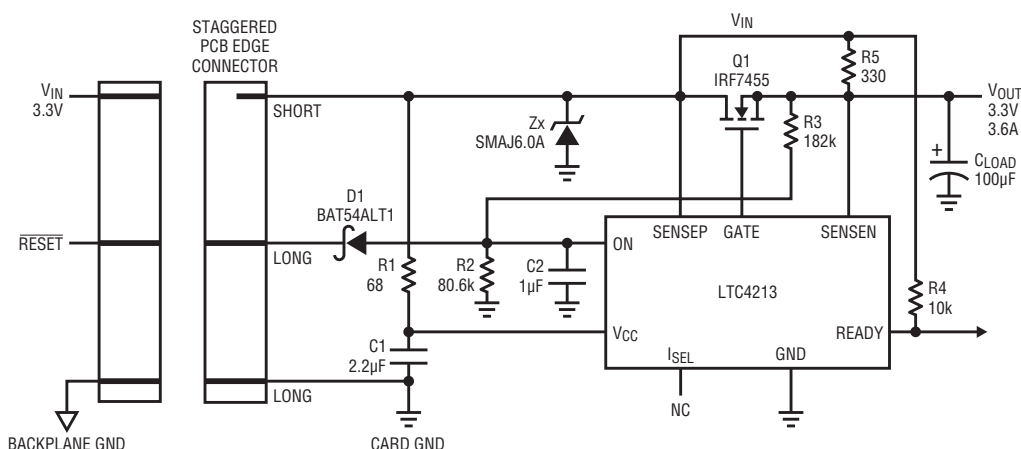 STAGGERED
PCB EDGE
CONNECTOR
VIN
3.3V
SHORT
VIN
Q1
IRF7455
R5
330
VOUT
3.3V
3.6A
Zx
SMAJ6.0A
R3
182k
+
CLOAD
100µF
D1
BAT54ALT1
RESET
LONG
R1
68
R2
80.6k
C2
1µF
ON
SENSEP
GATE
SENSEN
LTC4213
R4
10k
VCC
READY
C1
2.2µF
ISEL
GND
LONG
NC
BACKPLANE GND
CARD GND